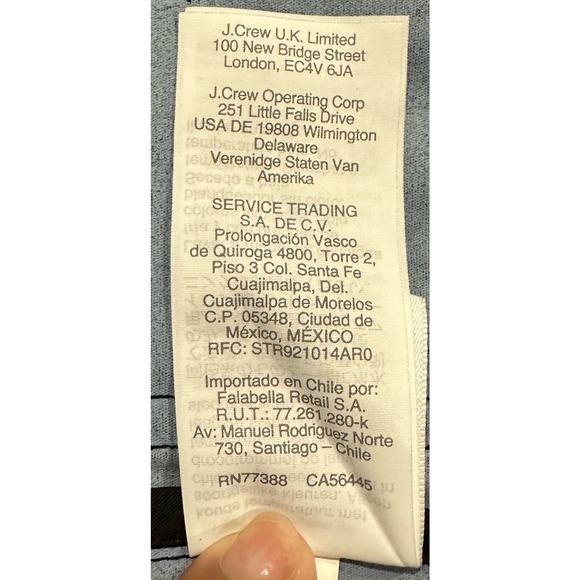 J.Crew U.K. Limited
100 New Bridge Street
London, EC4V 6JA
J.Crew Operating Corp
251 Little Falls Drive
USA DE 19808 Wilmington
Delaware
Verenidge Staten Van
Amerika
SERVICE TRADING
S.A. DE C.V.
Prolongación Vasco
de Quiroga 4800, Torre 2,
Piso 3 Col. Santa Fe
Cuajimalpa, Del.
Cuajimalpa de Morelos
C.P. 05348, Ciudad de
México, MÉXICO
RFC: STR921014AR0
Importado en Chile por:
Falabella Retail S.A.
R.U.T.: 77.261.280-k
Av: Manuel Rodriguez Norte
730, Santiago – Chile
RN77388 CA56445